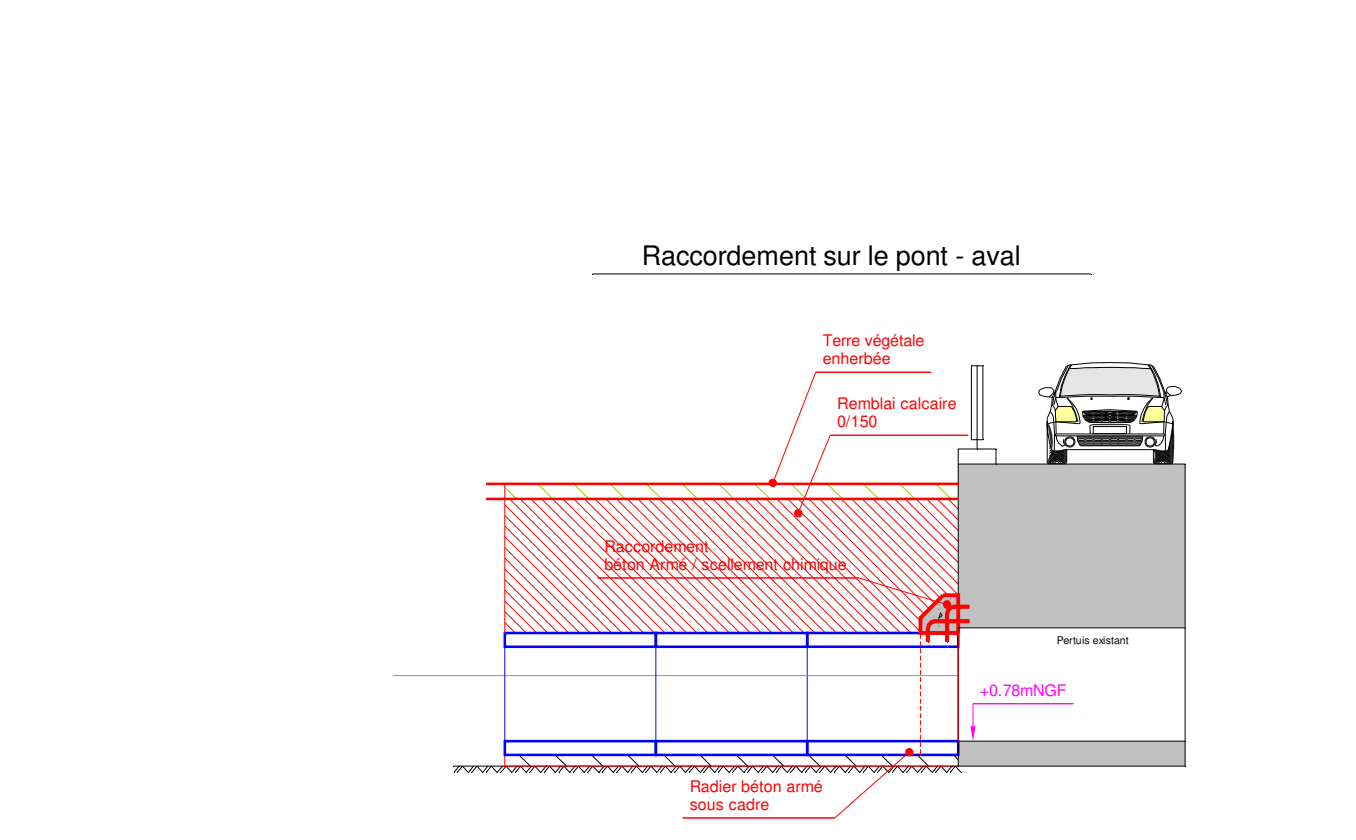 Raccordement sur le pont - aval
Terre végétale
enherbée
Remblai calcaire
0/150
Raccordement
béton Armé / scellement chimique
Pertuis existant
+0.78mNGF
Radier béton armé
sous cadre